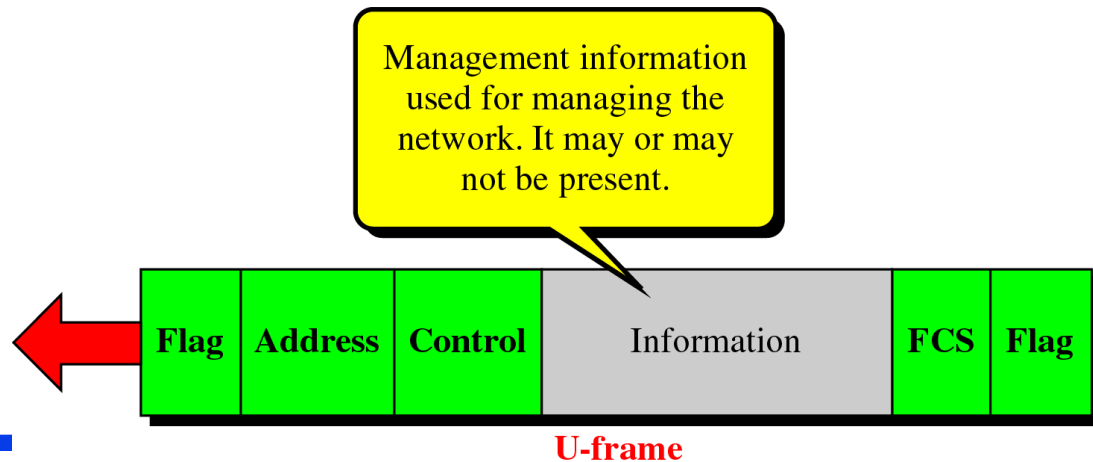 Management information
used for managing the
network. It may or may
not be present.
Flag Address Control Information FCS Flag
U-frame